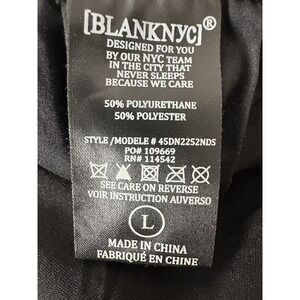 [BLANKNYC]®
DESIGNED FOR YOU
BY OUR NYC TEAM
IN THE CITY THAT
NEVER SLEEPS
BECAUSE WE CARE
50% POLYURETHANE
50% POLYESTER
STYLE / MODELE # 45DN2252NDS
PO# 109669
RN# 114542
SEE CARE ON REVERSE
VOIR INSTRUCTION AUVERSO
L
MADE IN CHINA
FABRIQUÉ EN CHINE